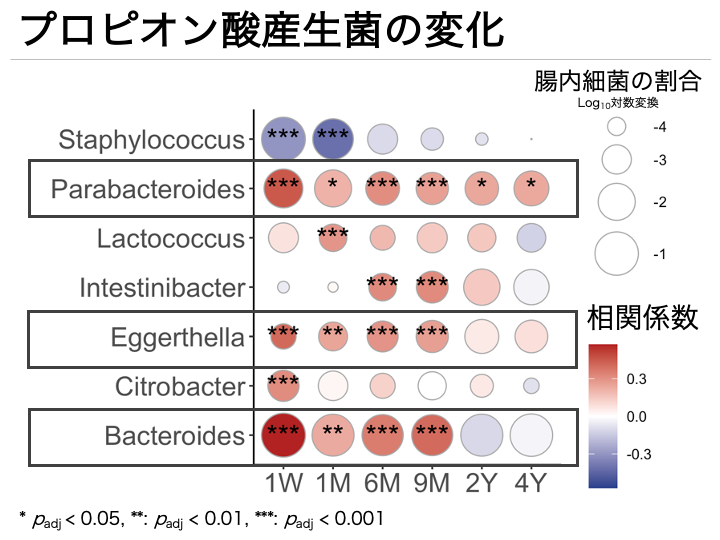 プロピオン酸産生菌の変化
腸内細菌の割合
Log₁₀対数変換
-4
-3
-2
-1
Staphylococcus *** ***
Parabacteroides *** * *** *** * *
Lactococcus ***
Intestinibacter *** ***
Eggerthella *** ** *** ***
Citrobacter ***
Bacteroides *** ** *** ***
1W 1M 6M 9M 2Y 4Y
相関係数
0.3
0.0
-0.3
* padj < 0.05, **: padj < 0.01, ***: padj < 0.001